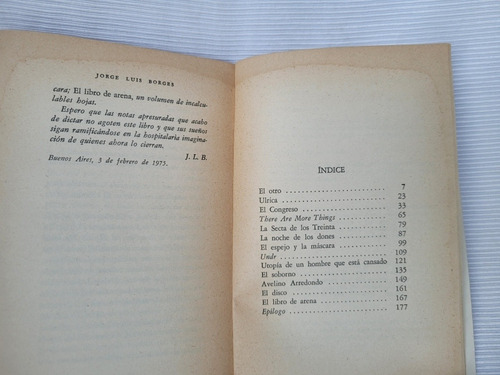 JORGE LUIS BORGES
cara; El libro de arena, un volumen de incalcu-
lables hojas.
Espero que las notas apresuradas que acabo
de dictar no agoten este libro y que sus sueños
sigan ramificándose en la hospitalaria imagina-
ción de quienes ahora lo cierran.
J. L. B.
Buenos Aires, 3 de febrero de 1975.
ÍNDICE
El otro . . . . . . . . . . . . . . . . . . . . 7
Ulrica . . . . . . . . . . . . . . . . . . . . 23
El Congreso . . . . . . . . . . . . . . . . . 33
There Are More Things . . . . . . . . . . . . 65
La Secta de los Treinta . . . . . . . . . . . . 79
La noche de los dones . . . . . . . . . . . . 87
El espejo y la máscara . . . . . . . . . . . . 99
Undr . . . . . . . . . . . . . . . . . . . . 109
Utopía de un hombre que está cansado 121
El soborno . . . . . . . . . . . . . . . . . 135
Avelino Arredondo . . . . . . . . . . . . . 149
El disco . . . . . . . . . . . . . . . . . . . 161
El libro de arena . . . . . . . . . . . . . . 167
Epílogo . . . . . . . . . . . . . . . . . . . 177